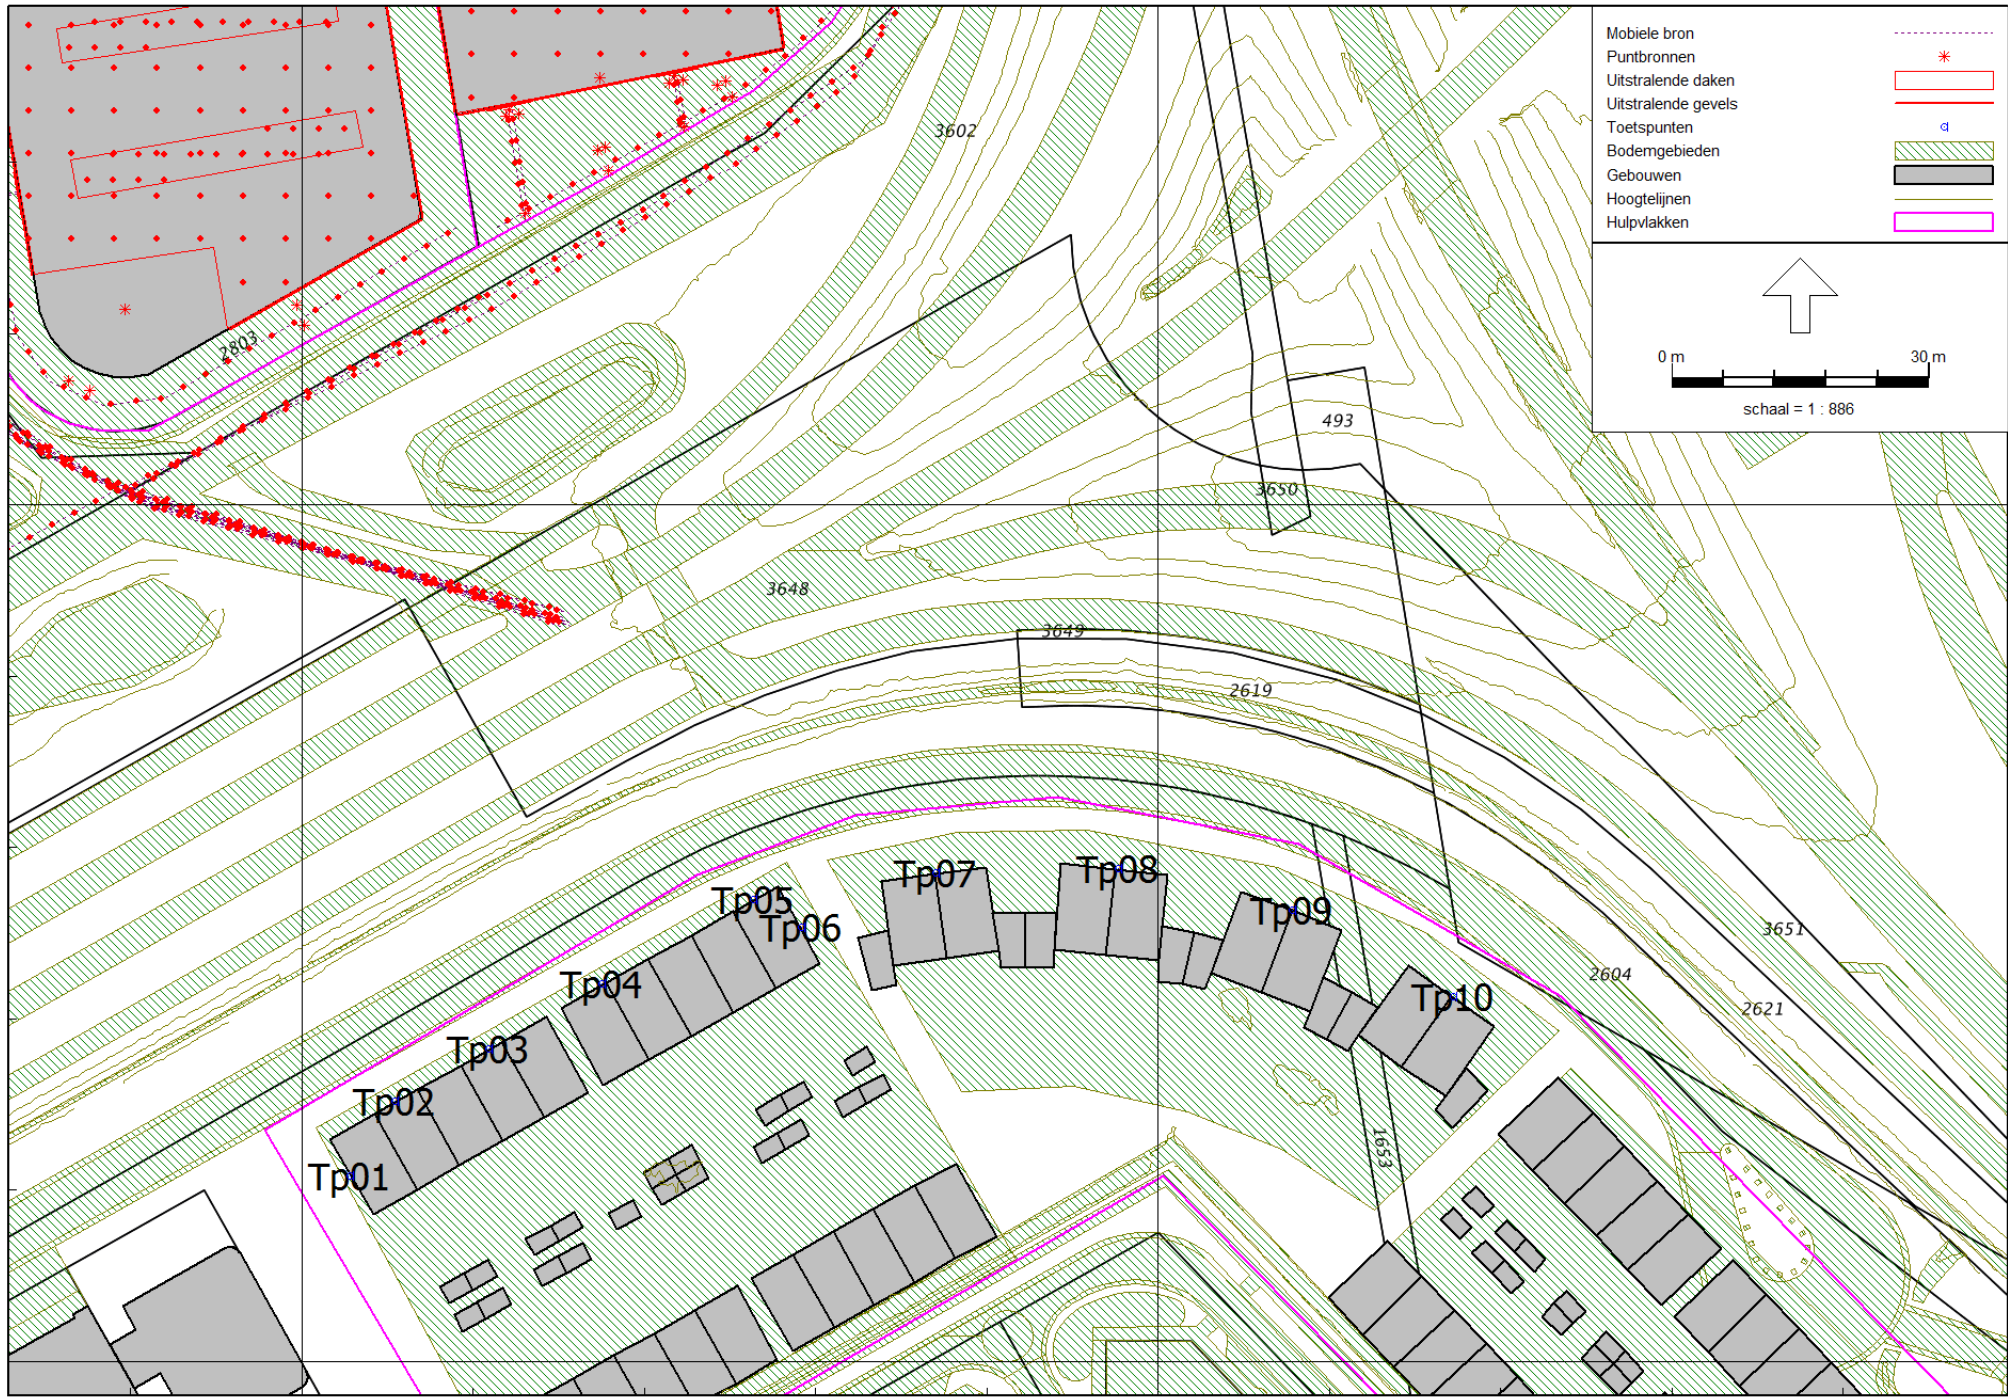 Mobiele bron
Puntbronnen
Uitstralende daken
Uitstralende gevels
Toetspunten
Bodemgebieden
Gebouwen
Hoogtelijnen
Hulpvlakken
0 m 30 m
schaal = 1 : 886
3602
2803
493
3650
3648
3649
2619
Tp07
Tp08
Tp05
Tp06
Tp09
3651
Tp04
2604
Tp10
2621
Tp03
Tp02
1653
Tp01